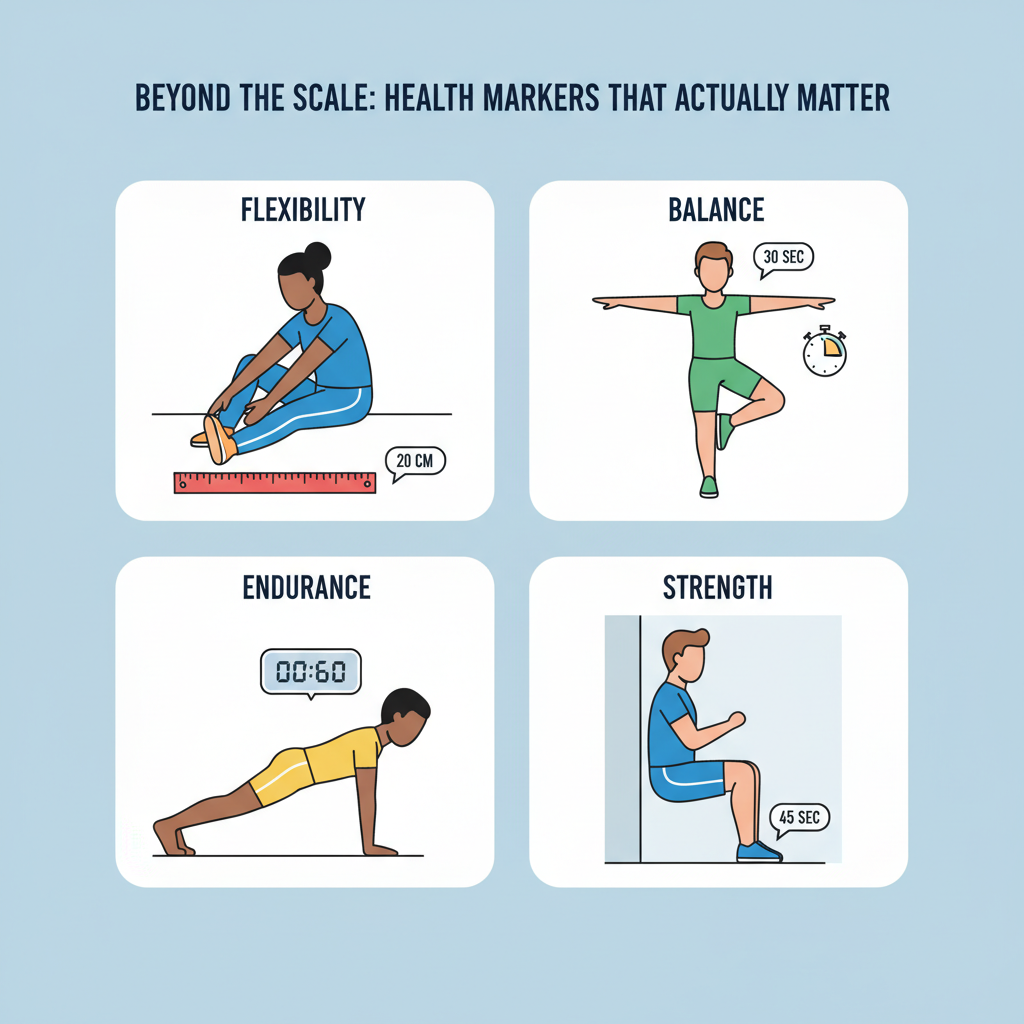 BEYOND THE SCALE: HEALTH MARKERS THAT ACTUALLY MATTER
FLEXIBILITY
20 CM
BALANCE
30 SEC
ENDURANCE
00:60
STRENGTH
45 SEC